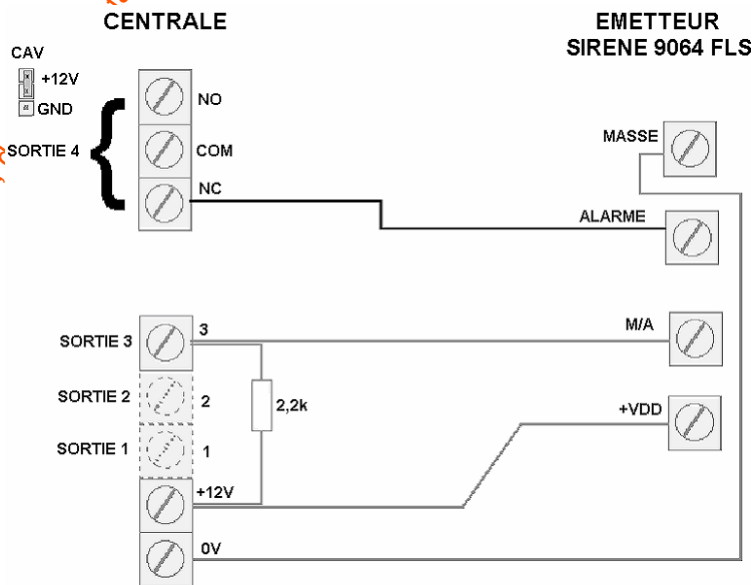 CENTRALE
EMETTEUR
SIRENE 9064 FLS
CAV
+12V
GND
SORTIE 4
NO
COM
NC
MASSE
ALARME
SORTIE 3
3
M/A
SORTIE 2
2
2,2k
+VDD
SORTIE 1
1
+12V
0V